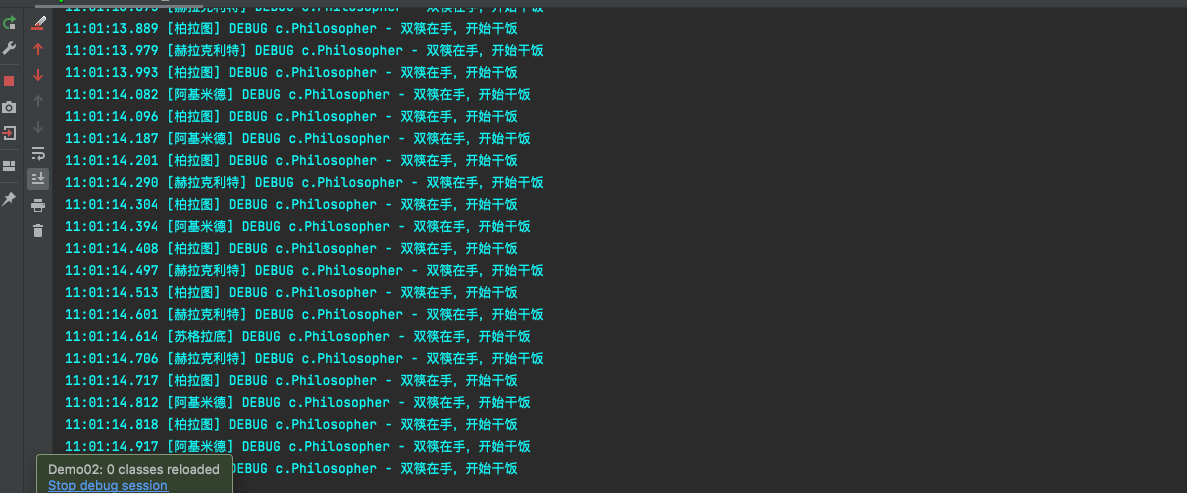 11:01:13.875 [赫拉克利特] DEBUG c.Philosopher - 双筷在手，开始干饭
11:01:13.889 [柏拉图] DEBUG c.Philosopher - 双筷在手，开始干饭
11:01:13.979 [赫拉克利特] DEBUG c.Philosopher - 双筷在手，开始干饭
11:01:13.993 [柏拉图] DEBUG c.Philosopher - 双筷在手，开始干饭
11:01:14.082 [阿基米德] DEBUG c.Philosopher - 双筷在手，开始干饭
11:01:14.096 [柏拉图] DEBUG c.Philosopher - 双筷在手，开始干饭
11:01:14.187 [阿基米德] DEBUG c.Philosopher - 双筷在手，开始干饭
11:01:14.201 [柏拉图] DEBUG c.Philosopher - 双筷在手，开始干饭
11:01:14.290 [赫拉克利特] DEBUG c.Philosopher - 双筷在手，开始干饭
11:01:14.304 [柏拉图] DEBUG c.Philosopher - 双筷在手，开始干饭
11:01:14.394 [阿基米德] DEBUG c.Philosopher - 双筷在手，开始干饭
11:01:14.408 [柏拉图] DEBUG c.Philosopher - 双筷在手，开始干饭
11:01:14.497 [赫拉克利特] DEBUG c.Philosopher - 双筷在手，开始干饭
11:01:14.513 [柏拉图] DEBUG c.Philosopher - 双筷在手，开始干饭
11:01:14.601 [赫拉克利特] DEBUG c.Philosopher - 双筷在手，开始干饭
11:01:14.614 [苏格拉底] DEBUG c.Philosopher - 双筷在手，开始干饭
11:01:14.706 [赫拉克利特] DEBUG c.Philosopher - 双筷在手，开始干饭
11:01:14.717 [柏拉图] DEBUG c.Philosopher - 双筷在手，开始干饭
11:01:14.812 [阿基米德] DEBUG c.Philosopher - 双筷在手，开始干饭
11:01:14.818 [柏拉图] DEBUG c.Philosopher - 双筷在手，开始干饭
11:01:14.917 [阿基米德] DEBUG c.Philosopher - 双筷在手，开始干饭
DEBUG c.Philosopher - 双筷在手，开始干饭
Demo02: 0 classes reloaded
Stop debug session